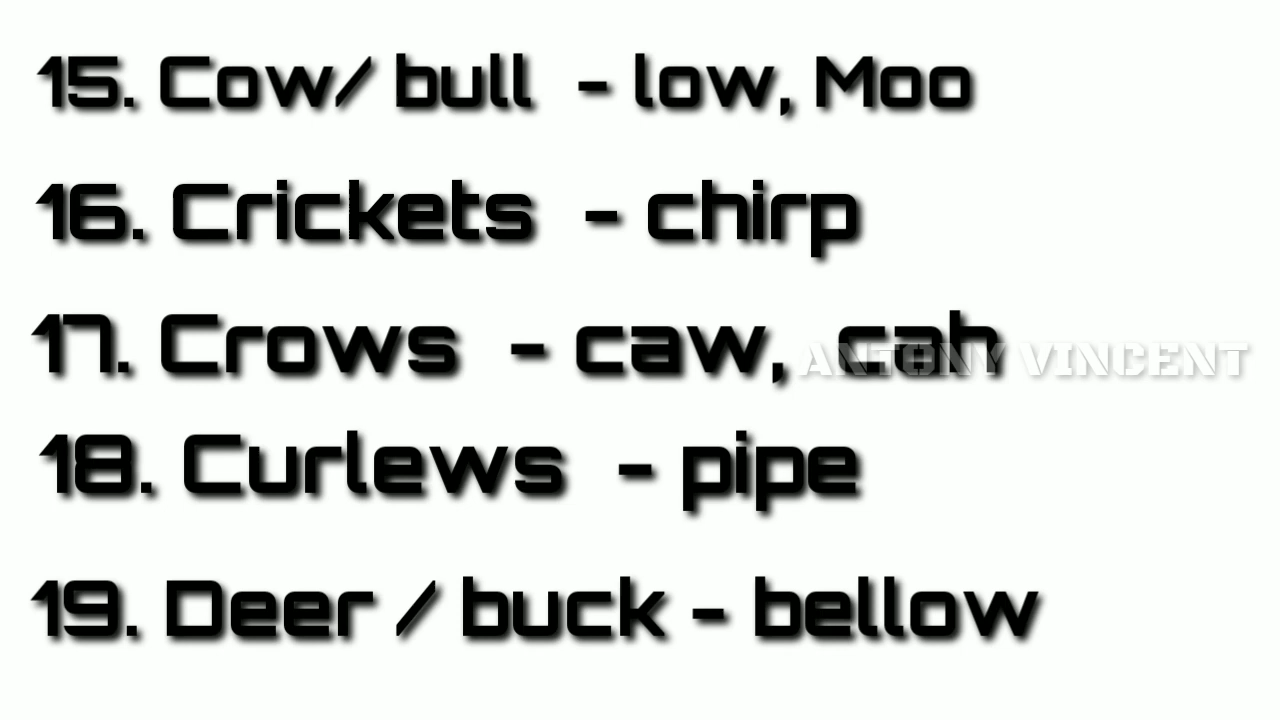 15. Cow/ bull - low, Moo
16. Crickets - chirp
17. Crows - caw, cah
ANTONY VINCENT
18. Curlews - pipe
19. Deer / buck - bellow